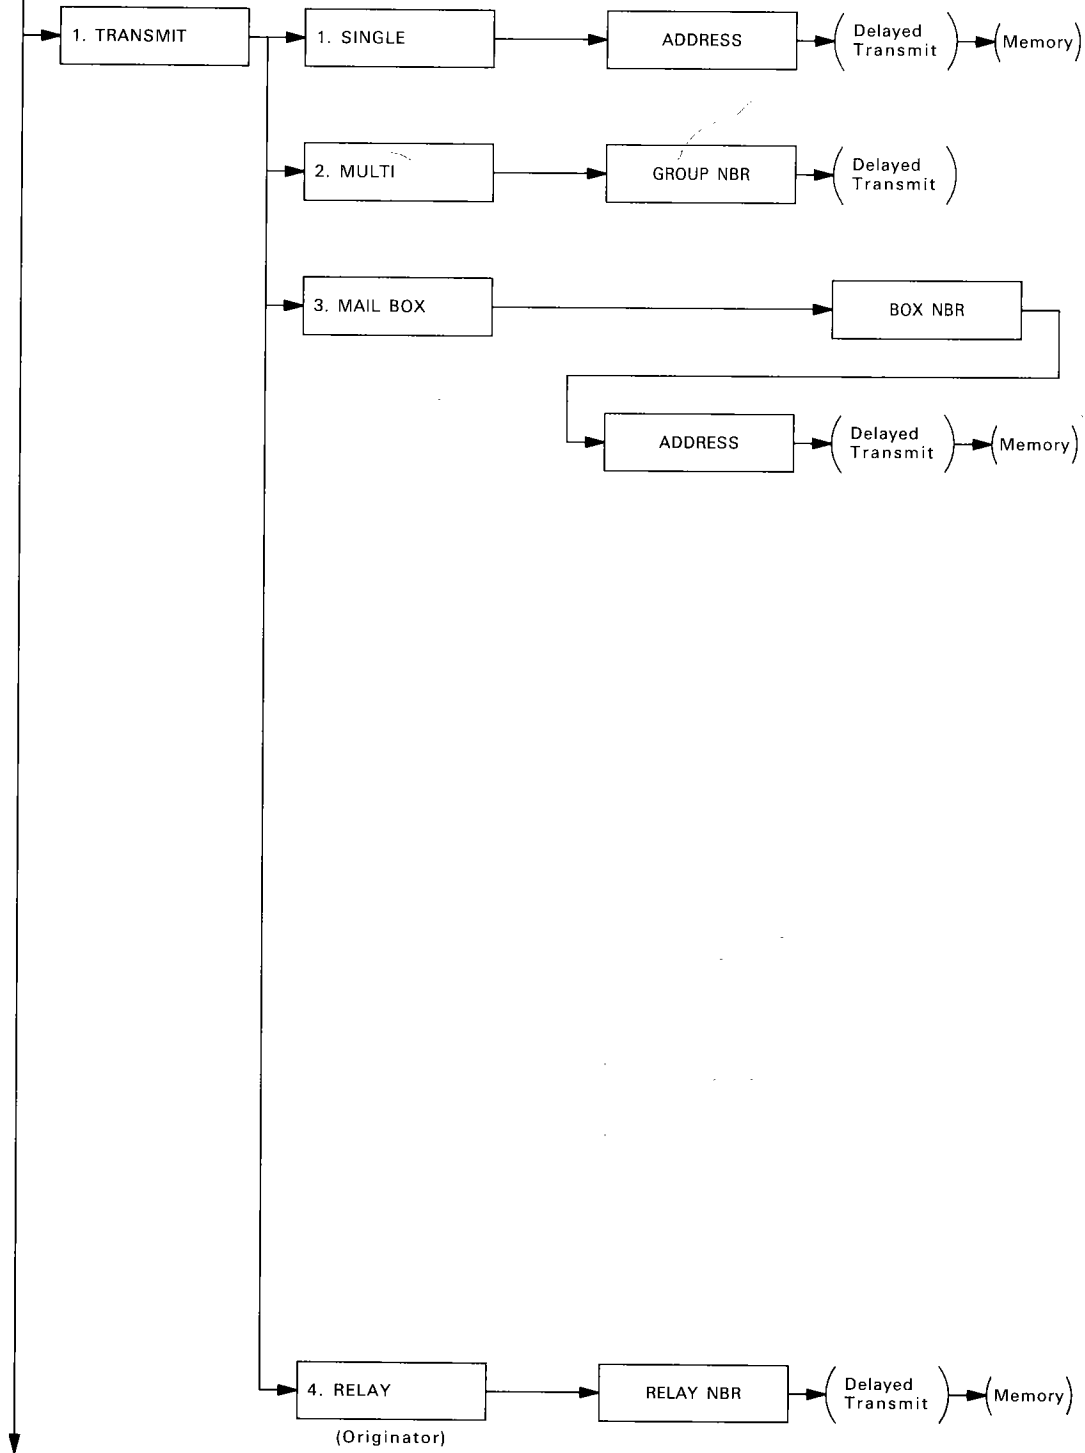 1. TRANSMIT
1. SINGLE
ADDRESS
(Delayed
Transmit)
(Memory)
2. MULTI
GROUP NBR
(Delayed
Transmit)
3. MAIL BOX
BOX NBR
ADDRESS
(Delayed
Transmit)
(Memory)
4. RELAY
(Originator)
RELAY NBR
(Delayed
Transmit)
(Memory)